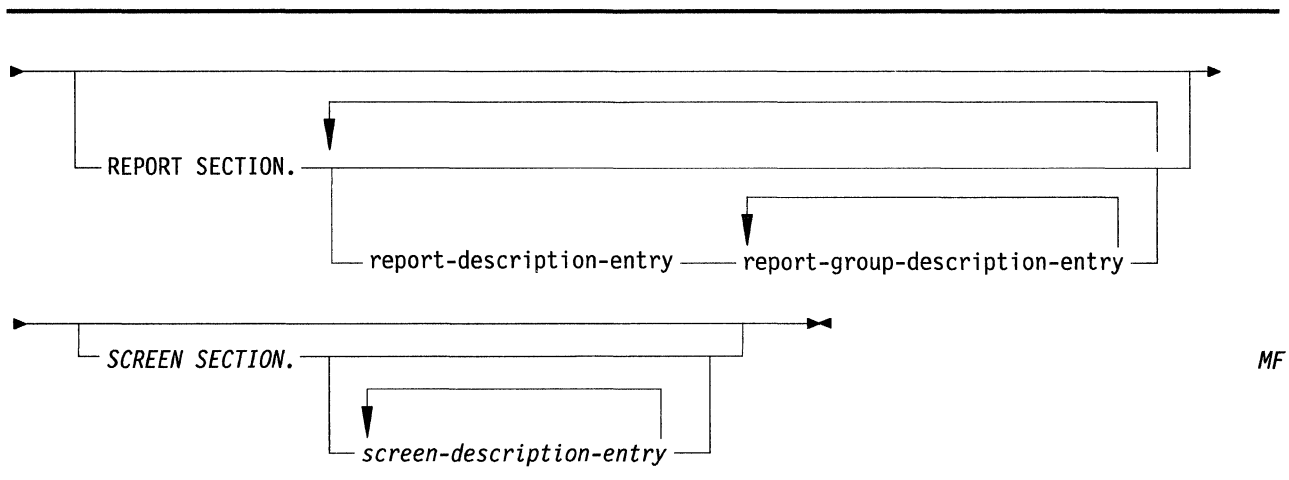 REPORT SECTION.
report-description-entry report-group-description-entry
SCREEN SECTION. MF
screen-description-entry